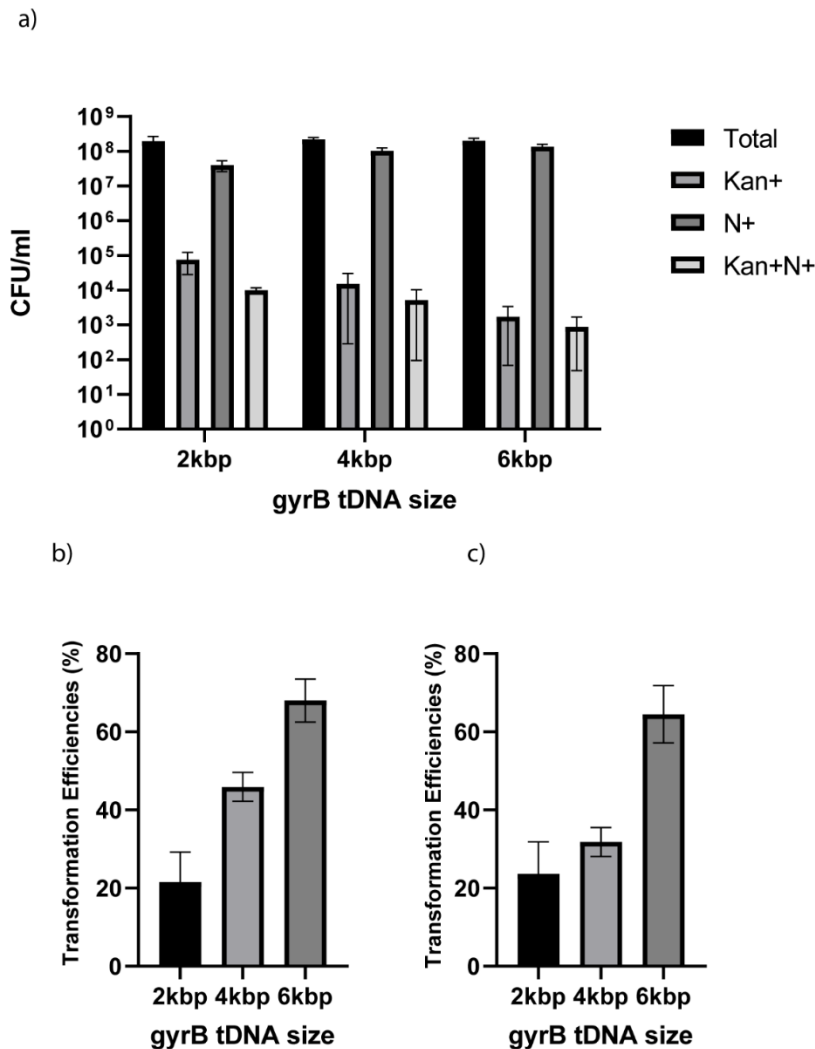 a)
10⁹
10⁸
10⁷
10⁶
10⁵
10⁴
10³
10²
10¹
10⁰
CFU/ml
2kbp 4kbp 6kbp
gyrB tDNA size
Total
Kan+
N+
Kan+N+
b)
Transformation Efficiencies (%)
80
60
40
20
0
2kbp 4kbp 6kbp
gyrB tDNA size
c)
Transformation Efficiencies (%)
80
60
40
20
0
2kbp 4kbp 6kbp
gyrB tDNA size